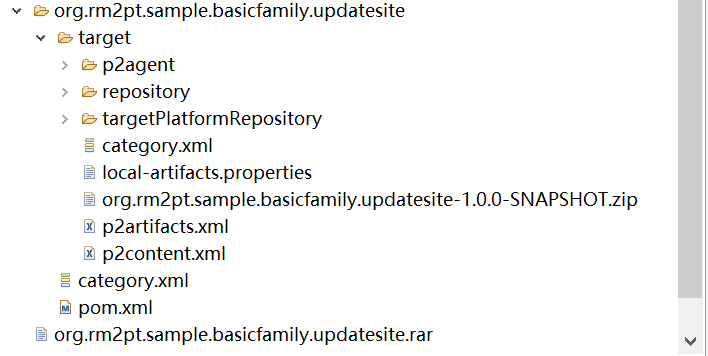 org.rm2pt.sample.basicfamily.updatesite
target
p2agent
repository
targetPlatformRepository
category.xml
local-artifacts.properties
org.rm2pt.sample.basicfamily.updatesite-1.0.0-SNAPSHOT.zip
p2artifacts.xml
p2content.xml
category.xml
pom.xml
org.rm2pt.sample.basicfamily.updatesite.rar